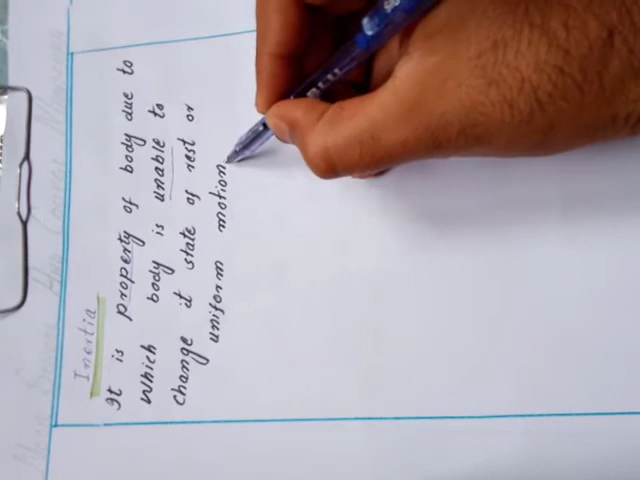 Inertia
It is property of body due to
which body is unable to
change it state of rest or
uniform motion